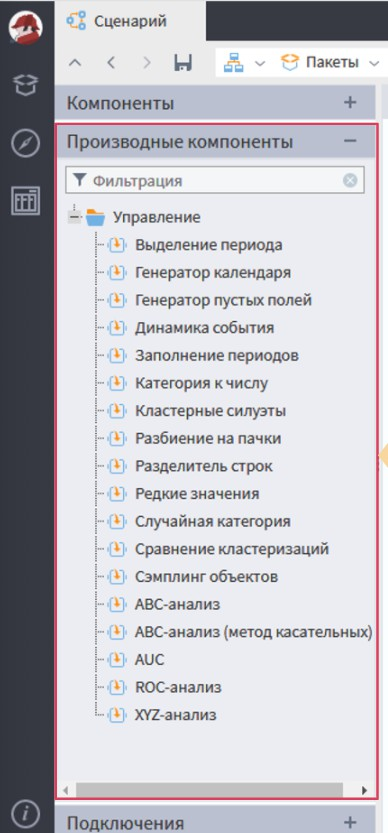 Сценарий
Пакеты
Компоненты
Производные компоненты
Фильтрация
Управление
Выделение периода
Генератор календаря
Генератор пустых полей
Динамика события
Заполнение периодов
Категория к числу
Кластерные силуэты
Разбиение на пачки
Разделитель строк
Редкие значения
Случайная категория
Сравнение кластеризаций
Сэмплинг объектов
ABC-анализ
ABC-анализ (метод касательных)
AUC
ROC-анализ
XYZ-анализ
Подключения